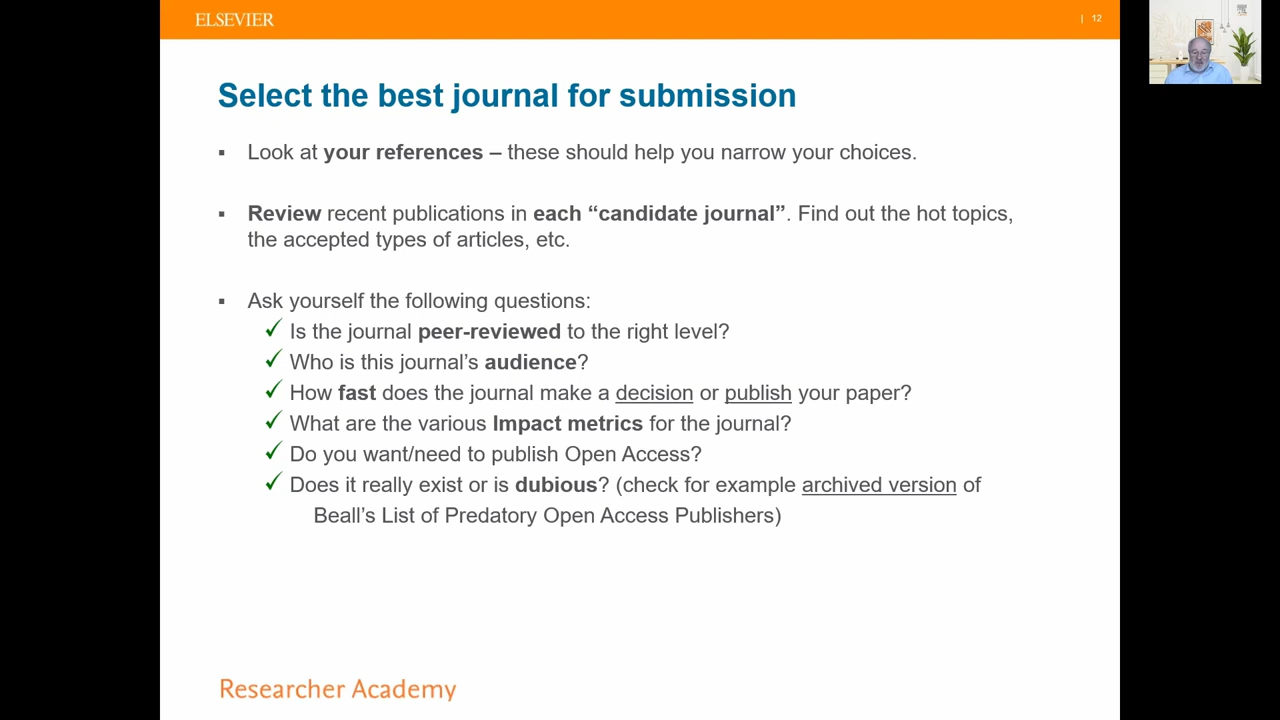 ELSEVIER
| 12
Select the best journal for submission
▪ Look at your references – these should help you narrow your choices.
▪ Review recent publications in each “candidate journal”. Find out the hot topics,
the accepted types of articles, etc.
▪ Ask yourself the following questions:
✓ Is the journal peer-reviewed to the right level?
✓ Who is this journal’s audience?
✓ How fast does the journal make a decision or publish your paper?
✓ What are the various Impact metrics for the journal?
✓ Do you want/need to publish Open Access?
✓ Does it really exist or is dubious? (check for example archived version of
Beall’s List of Predatory Open Access Publishers)
Researcher Academy